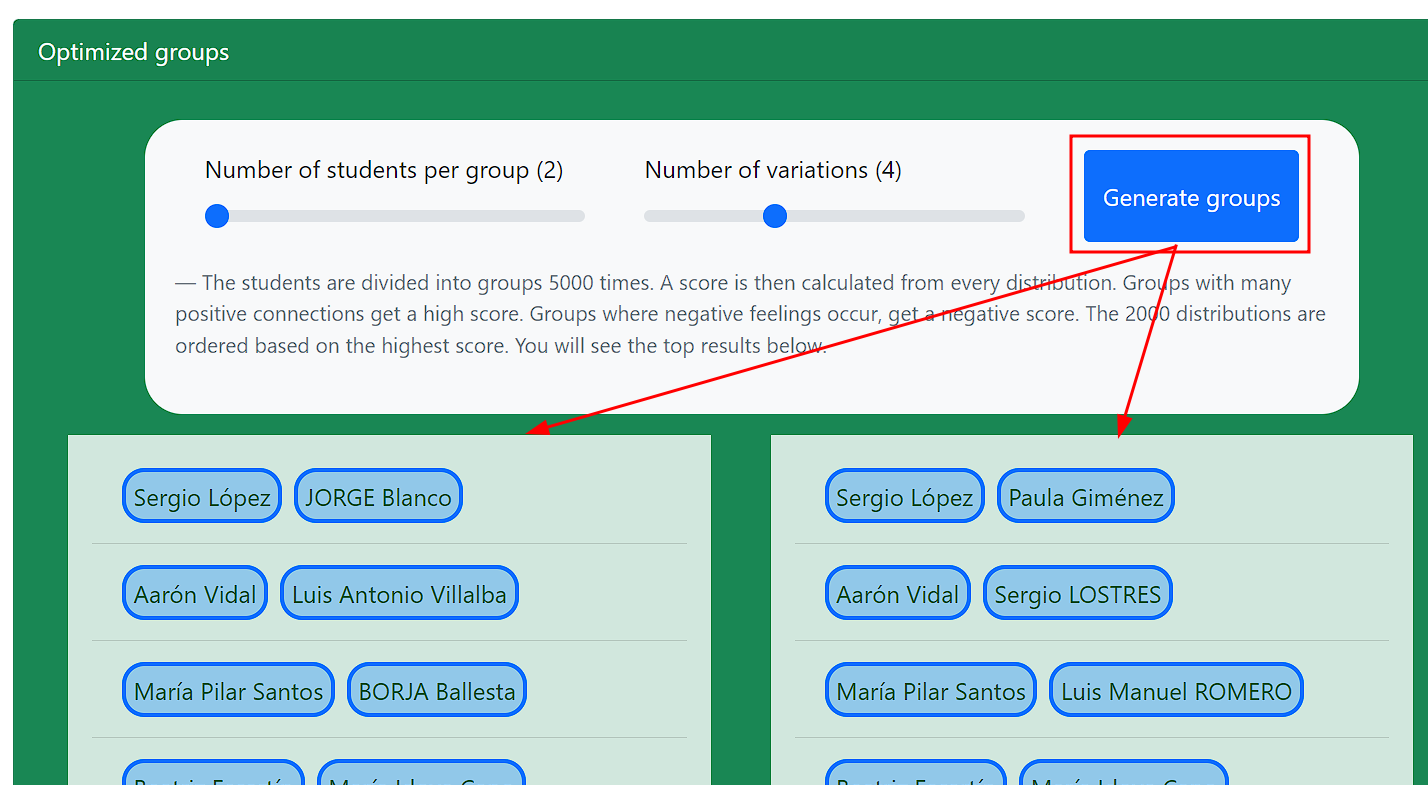 Optimized groups
Number of students per group (2)
Number of variations (4)
Generate groups
— The students are divided into groups 5000 times. A score is then calculated from every distribution. Groups with many
positive connections get a high score. Groups where negative feelings occur, get a negative score. The 2000 distributions are
ordered based on the highest score. You will see the top results below.
Sergio López JORGE Blanco
Aarón Vidal Luis Antonio Villalba
María Pilar Santos BORJA Ballesta
Sergio López Paula Giménez
Aarón Vidal Sergio LOSTRES
María Pilar Santos Luis Manuel ROMERO